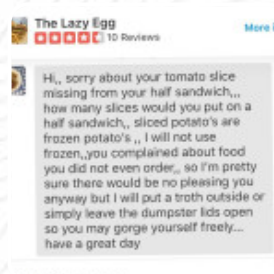 The Lazy Egg
More
10 Reviews
Hi,, sorry about your tomato slice
missing from your half sandwich,,,
how many slices would you put on a
half sandwich,, sliced potato's are
frozen potato's ,, I will not use
frozen,,you complained about food
you did not even order,, so I'm pretty
sure there would be no pleasing you
anyway but I will put a troth outside or
simply leave the dumpster lids open
so you may gorge yourself freely....
have a great day